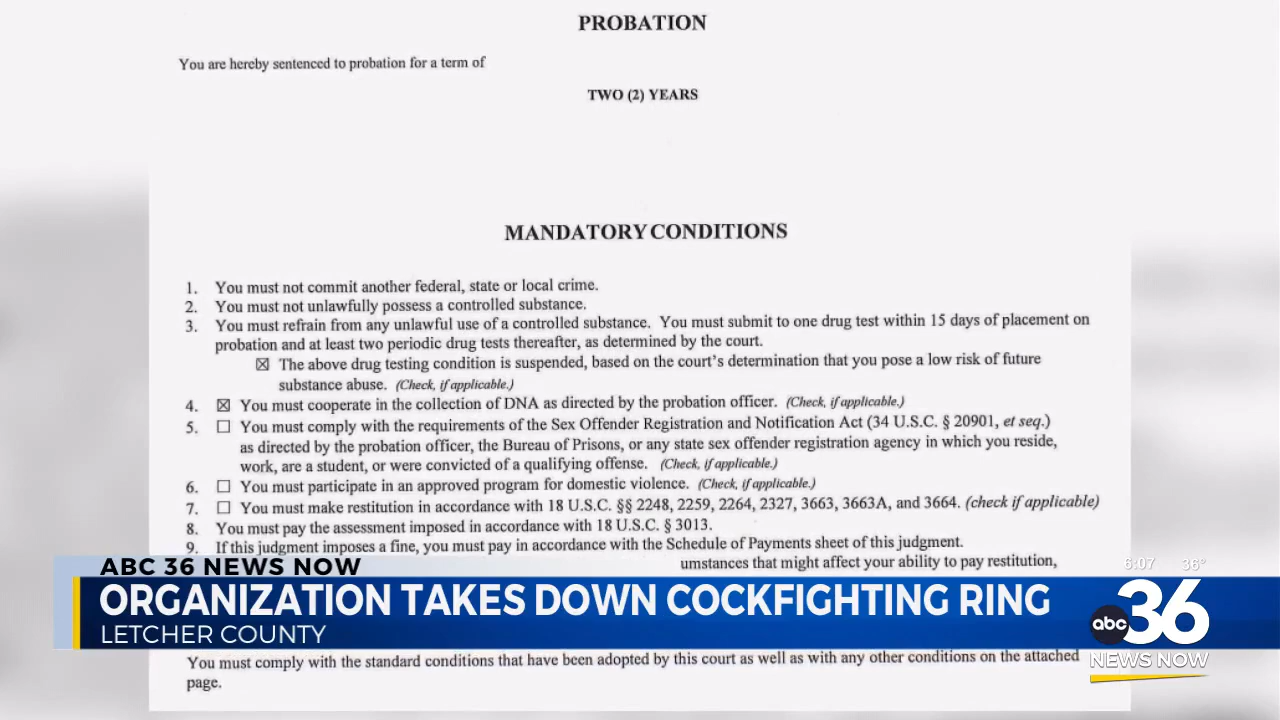 PROBATION
You are hereby sentenced to probation for a term of
TWO (2) YEARS
MANDATORY CONDITIONS
1. You must not commit another federal, state or local crime.
2. You must not unlawfully possess a controlled substance.
3. You must refrain from any unlawful use of a controlled substance. You must submit to one drug test within 15 days of placement on
probation and at least two periodic drug tests thereafter, as determined by the court.
☒ The above drug testing condition is suspended, based on the court's determination that you pose a low risk of future
substance abuse. (Check, if applicable.)
4. ☒ You must cooperate in the collection of DNA as directed by the probation officer. (Check, if applicable.)
5. ☐ You must comply with the requirements of the Sex Offender Registration and Notification Act (34 U.S.C. § 20901, et seq.)
as directed by the probation officer, the Bureau of Prisons, or any state sex offender registration agency in which you reside,
work, are a student, or were convicted of a qualifying offense. (Check, if applicable.)
6. ☐ You must participate in an approved program for domestic violence. (Check, if applicable.)
7. ☐ You must make restitution in accordance with 18 U.S.C. §§ 2248, 2259, 2264, 2327, 3663, 3663A, and 3664. (check if applicable)
8. You must pay the assessment imposed in accordance with 18 U.S.C. § 3013.
9. If this judgment imposes a fine, you must pay in accordance with the Schedule of Payments sheet of this judgment.
umstances that might affect your ability to pay restitution,
ABC 36 NEWS NOW
6:07 36°
ORGANIZATION TAKES DOWN COCKFIGHTING RING
LETCHER COUNTY
abc 36
NEWS NOW
You must comply with the standard conditions that have been adopted by this court as well as with any other conditions on the attached
page.